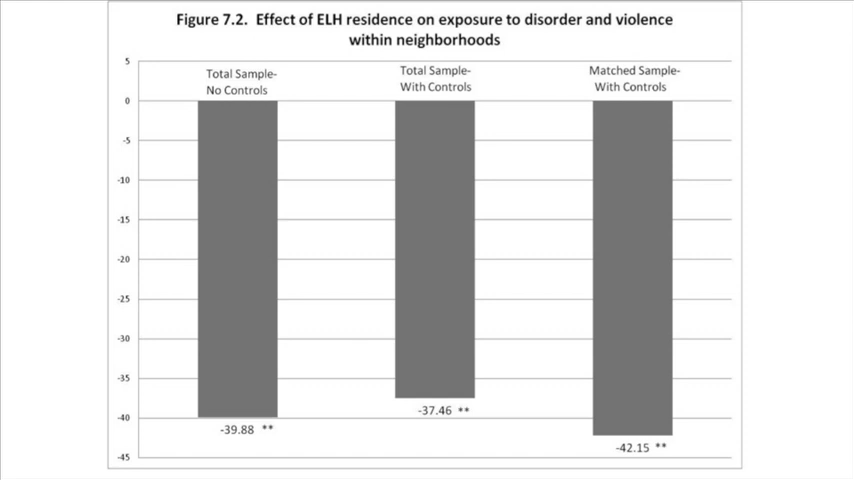 Figure 7.2. Effect of ELH residence on exposure to disorder and violence
within neighborhoods
5
Total Sample-
No Controls
Total Sample-
With Controls
Matched Sample-
With Controls
0
-5
-10
-15
-20
-25
-30
-35
-40
-45
-39.88 **
-37.46 **
-42.15 **